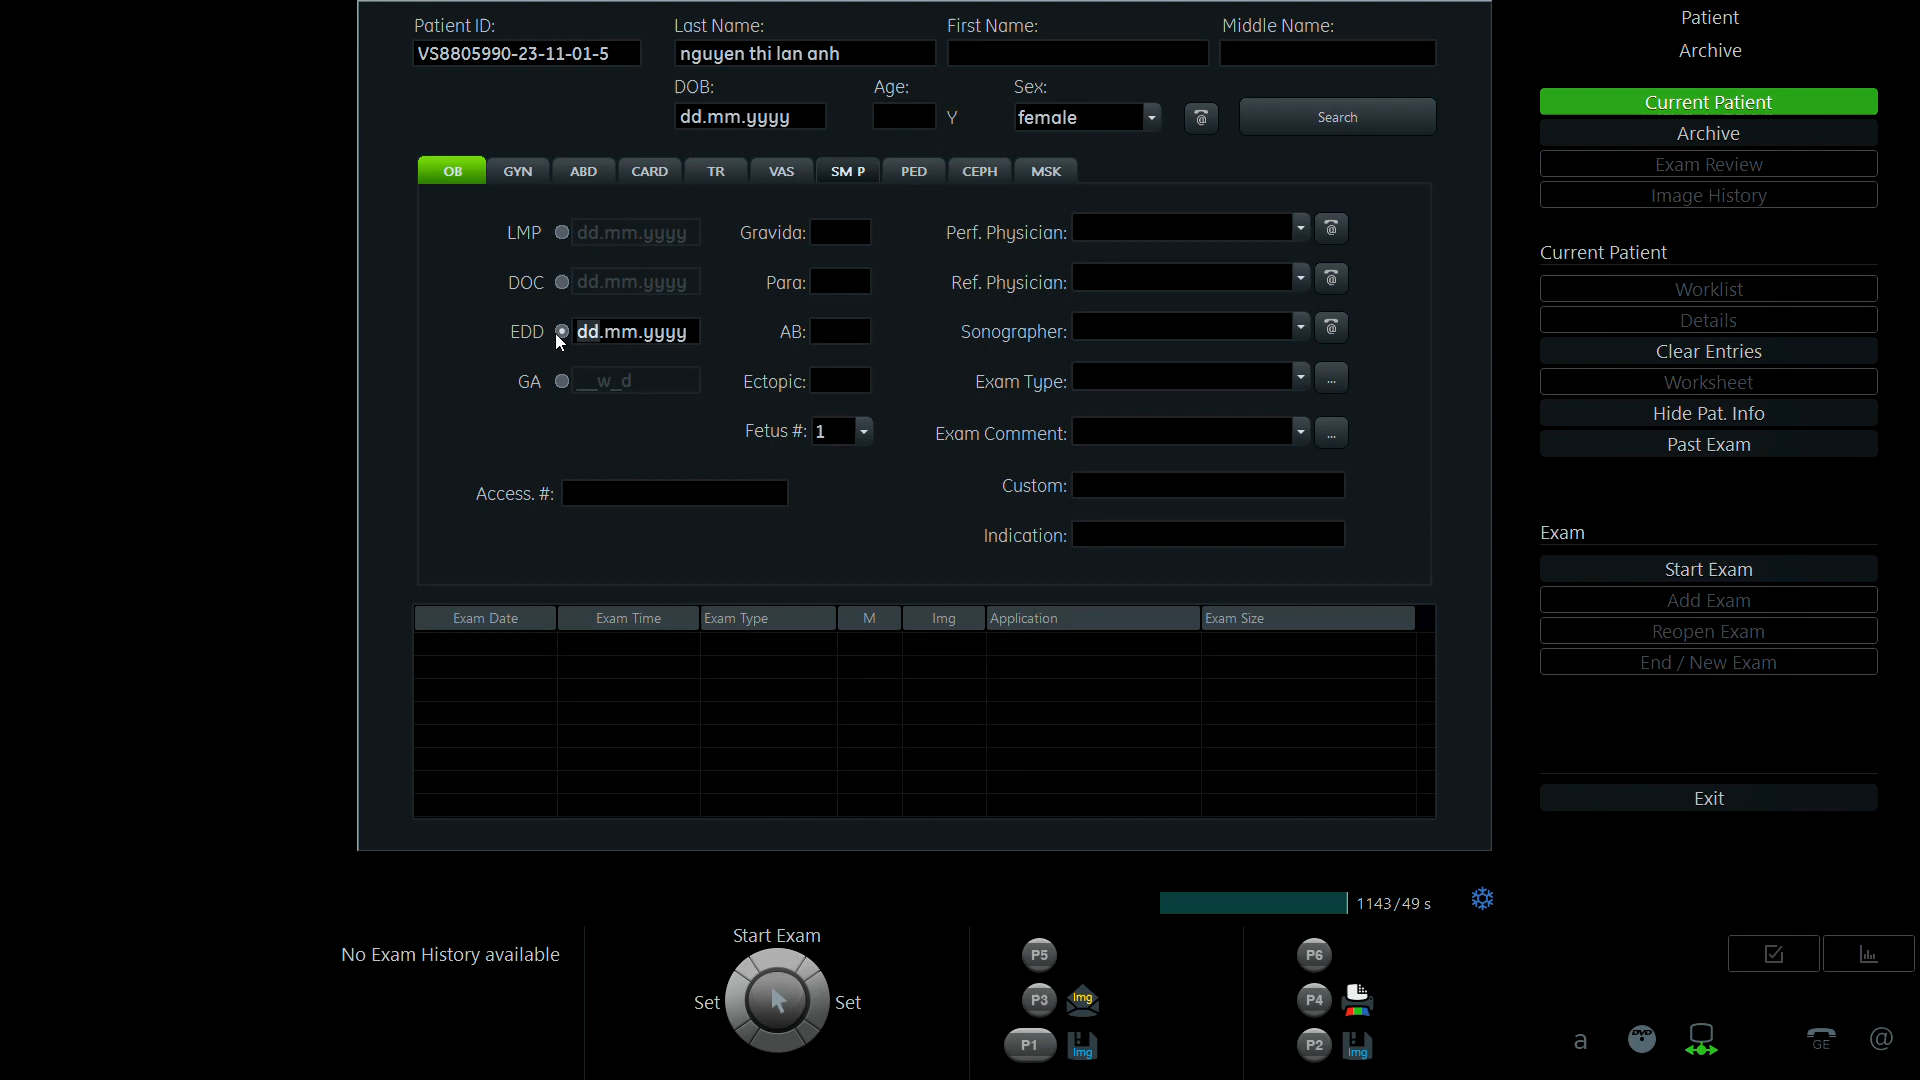 Patient ID: Last Name: First Name: Middle Name:
VS8805990-23-11-01-5 nguyen thi lan anh
DOB: Age: Sex:
dd.mm.yyyy Y female @ Search
OB GYN ABD CARD TR VAS SM P PED CEPH MSK
LMP dd.mm.yyyy Gravida: Perf. Physician: @
DOC dd.mm.yyyy Para: Ref. Physician: @
EDD dd.mm.yyyy AB: Sonographer: @
GA __w_d Ectopic: Exam Type: ...
Fetus #: 1 Exam Comment: ...
Access. #: Custom:
Indication:
Exam Date Exam Time Exam Type M Img Application Exam Size
1143/49 s
No Exam History available
Start Exam
Set Set
P5
P3 Img
P1 Img
P6
P4
P2 Img
Patient
Archive
Current Patient
Archive
Exam Review
Image History
Current Patient
Worklist
Details
Clear Entries
Worksheet
Hide Pat. Info
Past Exam
Exam
Start Exam
Add Exam
Reopen Exam
End / New Exam
Exit
a DVD GE @